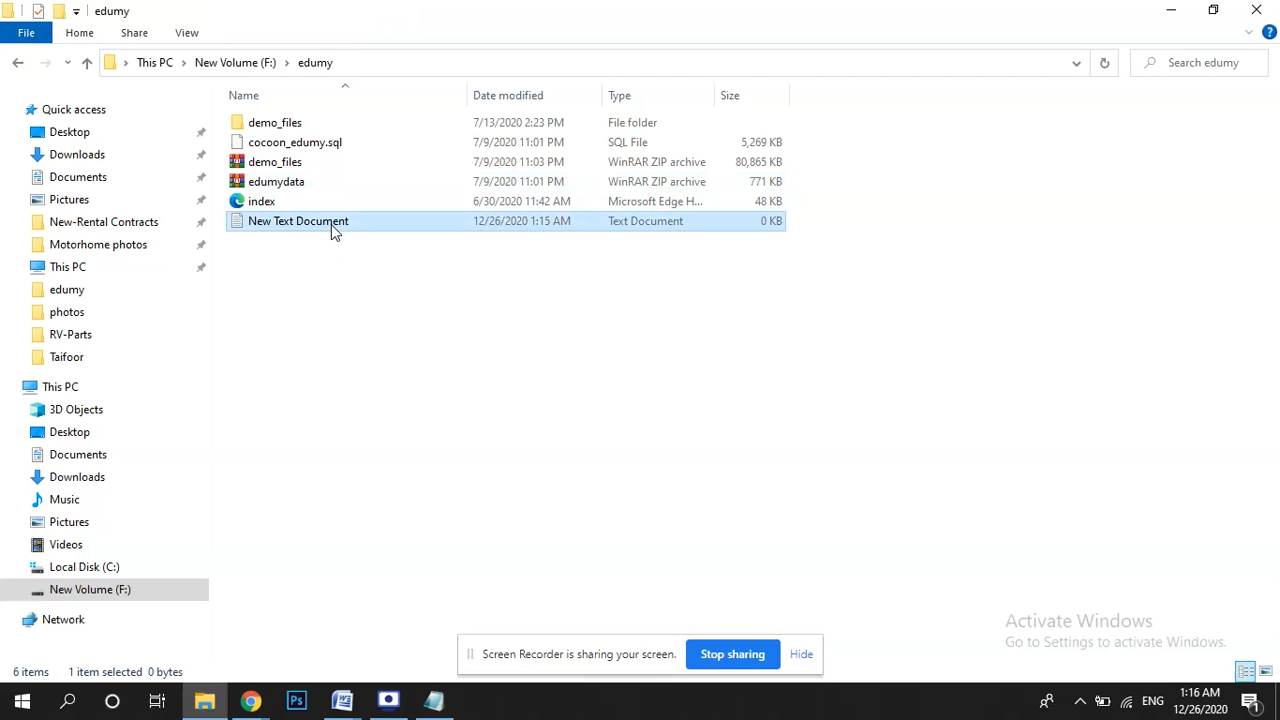 edumy
File
Home
Share
View
This PC
New Volume (F:)
edumy
Search edumy
Name
Date modified
Type
Size
Quick access
Desktop
Downloads
Documents
Pictures
New-Rental Contracts
Motorhome photos
This PC
edumy
photos
RV-Parts
Taifoor
This PC
3D Objects
Desktop
Documents
Downloads
Music
Pictures
Videos
Local Disk (C:)
New Volume (F:)
Network
demo_files 7/13/2020 2:23 PM File folder
cocoon_edumy.sql 7/9/2020 11:01 PM SQL File 5,269 KB
demo_files 7/9/2020 11:03 PM WinRAR ZIP archive 80,865 KB
edumydata 7/9/2020 11:01 PM WinRAR ZIP archive 771 KB
index 6/30/2020 11:42 AM Microsoft Edge H... 48 KB
New Text Document 12/26/2020 1:15 AM Text Document 0 KB
Activate Windows
Go to Settings to activate Windows.
Screen Recorder is sharing your screen.
Stop sharing
Hide
6 items 1 item selected 0 bytes
Ps
W
ENG
1:16 AM
12/26/2020
1